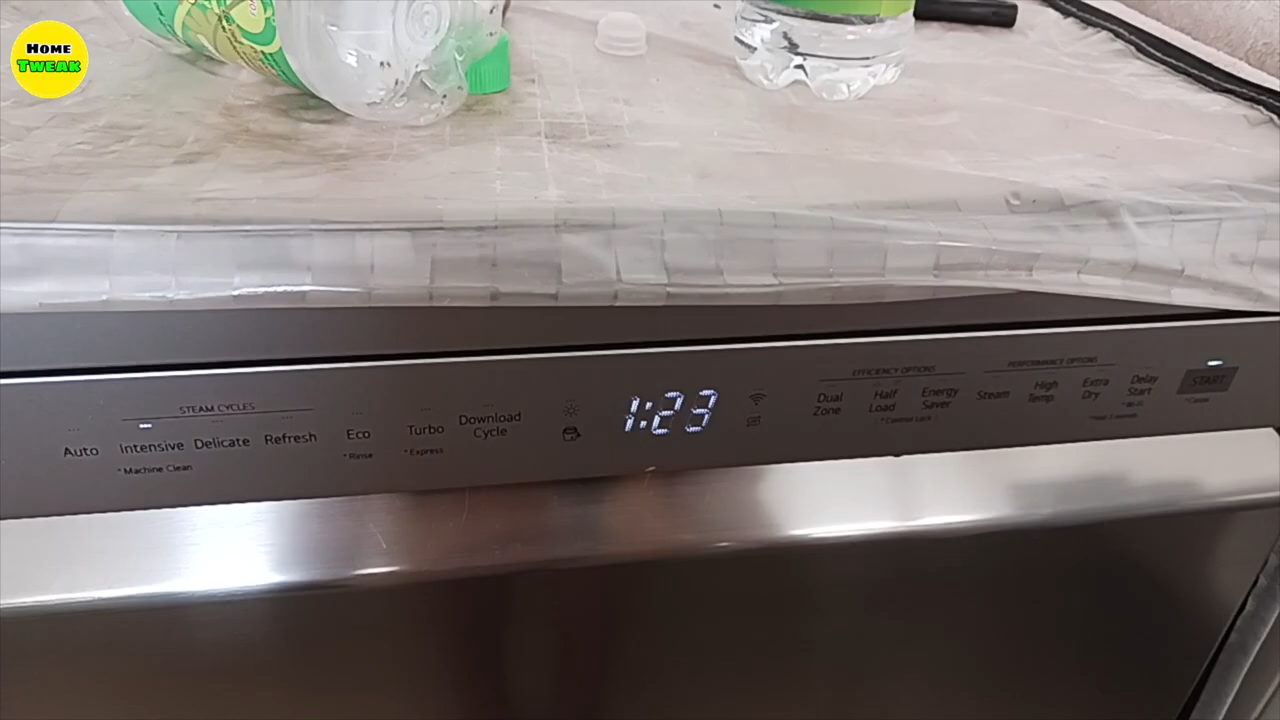 HOME
TWEAK
STEAM CYCLES
Auto
Intensive
Delicate
Refresh
* Machine Clean
Eco
* Rinse
Turbo
* Express
Download
Cycle
1:23
EFFICIENCY OPTIONS
Dual
Zone
Half
Load
Energy
Saver
* Control Lock
PERFORMANCE OPTIONS
Steam
High
Temp.
Extra
Dry
Delay
Start
START